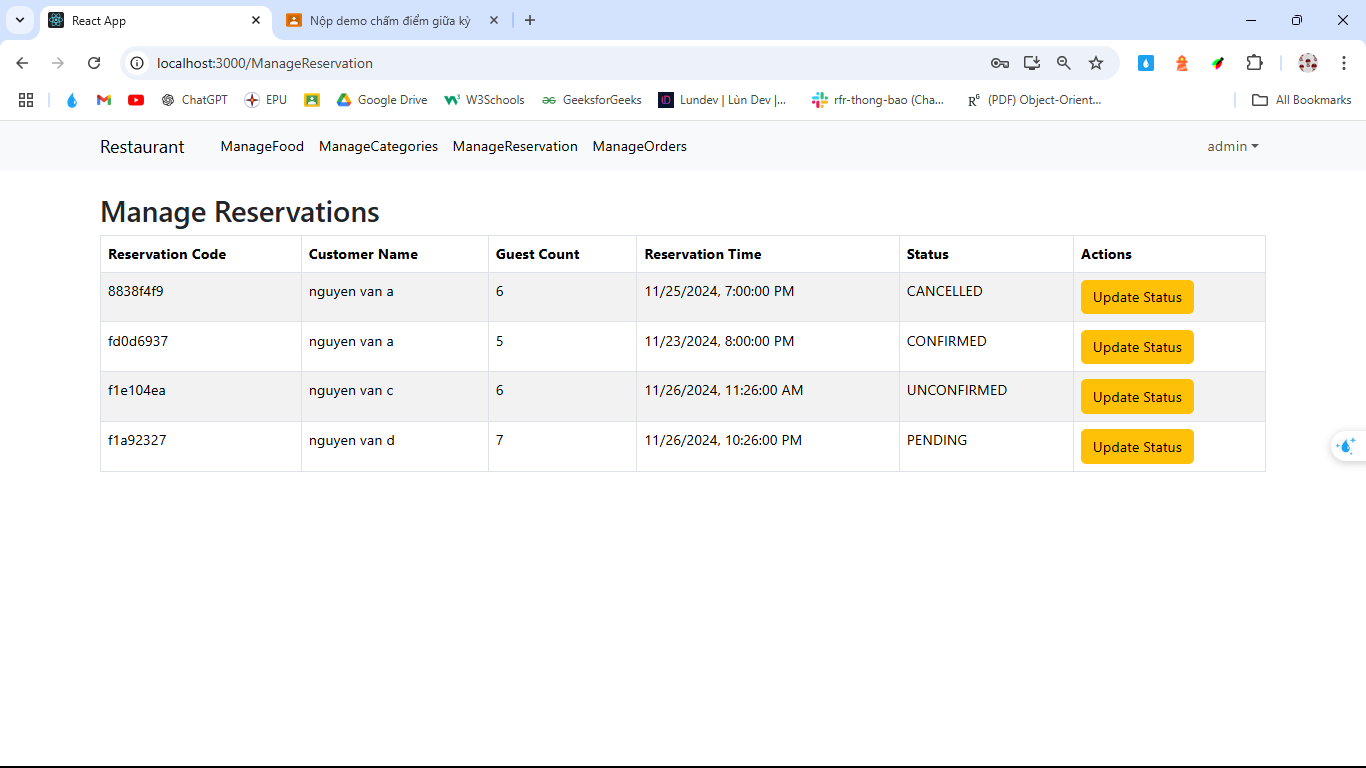 React App
Nộp demo chấm điểm giữa kỳ
localhost:3000/ManageReservation
ChatGPT EPU Google Drive W3Schools GeeksforGeeks Lundev | Lùn Dev |... rfr-thong-bao (Cha... (PDF) Object-Orient... All Bookmarks
Restaurant ManageFood ManageCategories ManageReservation ManageOrders admin
Manage Reservations
Reservation Code Customer Name Guest Count Reservation Time Status Actions
8838f4f9 nguyen van a 6 11/25/2024, 7:00:00 PM CANCELLED Update Status
fd0d6937 nguyen van a 5 11/23/2024, 8:00:00 PM CONFIRMED Update Status
f1e104ea nguyen van c 6 11/26/2024, 11:26:00 AM UNCONFIRMED Update Status
f1a92327 nguyen van d 7 11/26/2024, 10:26:00 PM PENDING Update Status